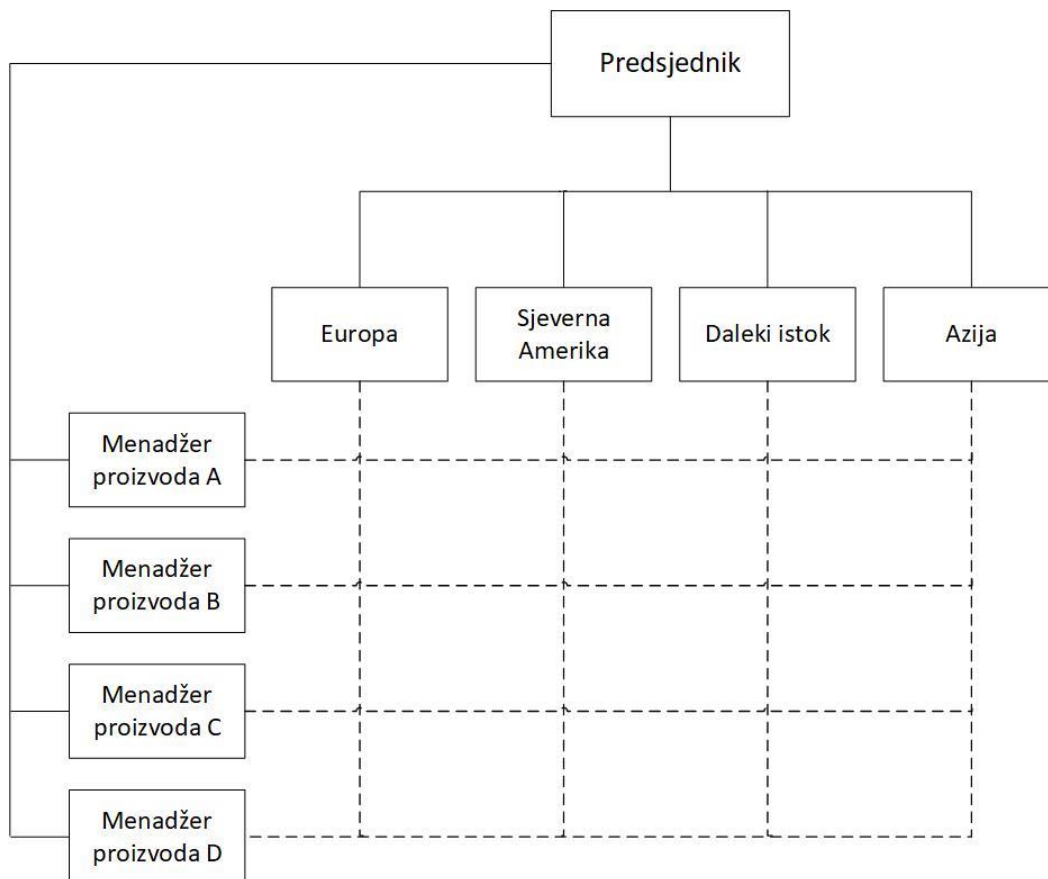 Predsjednik
Europa
Sjeverna
Amerika
Daleki istok
Azija
Menadžer
proizvoda A
Menadžer
proizvoda B
Menadžer
proizvoda C
Menadžer
proizvoda D